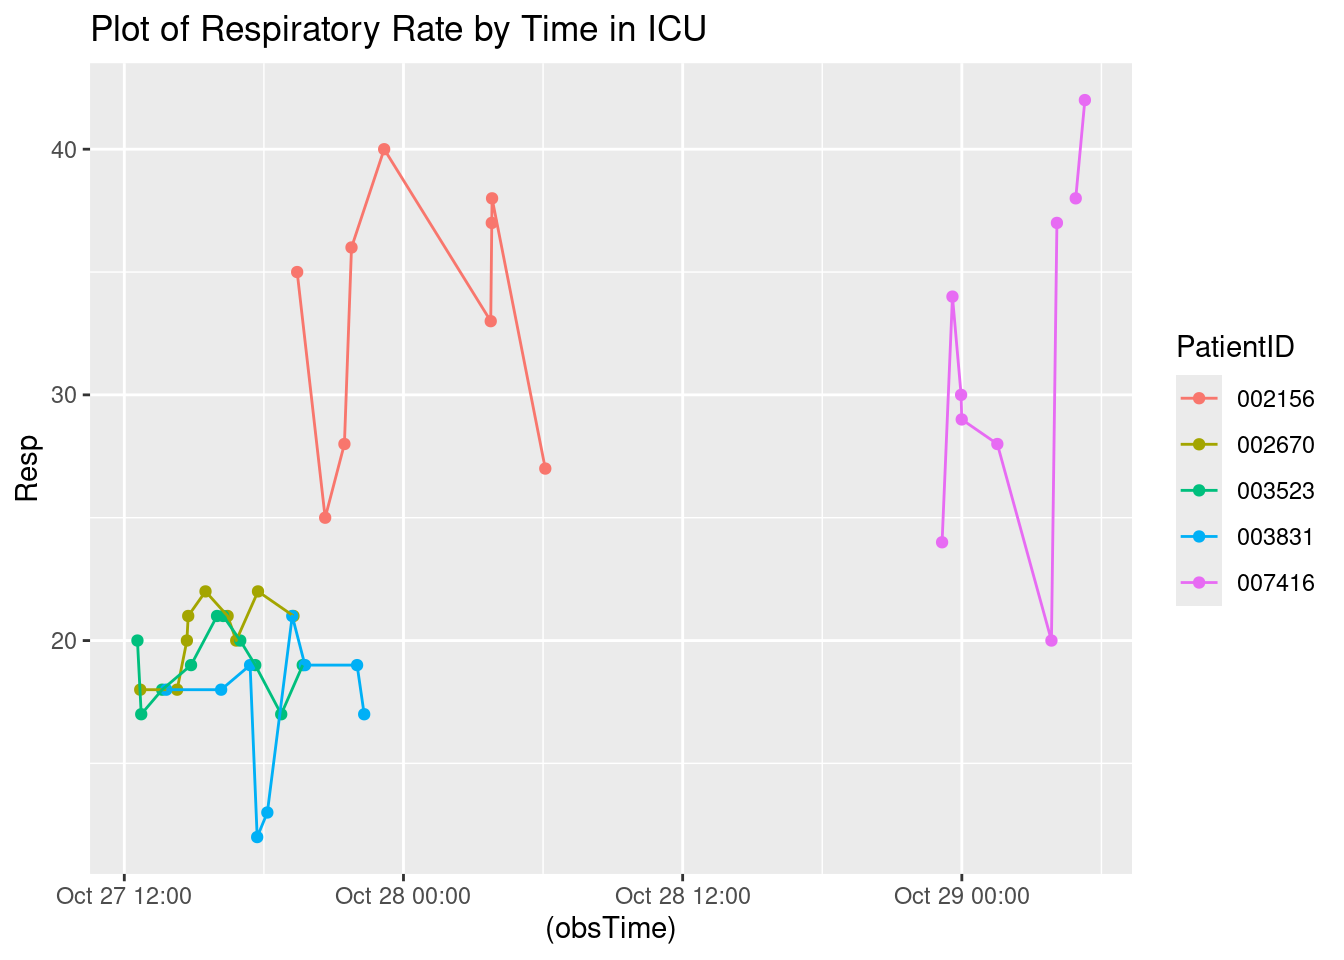 Plot of Respiratory Rate by Time in ICU
40
30
20
Resp
Oct 27 12:00
Oct 28 00:00
Oct 28 12:00
Oct 29 00:00
(obsTime)
PatientID
002156
002670
003523
003831
007416